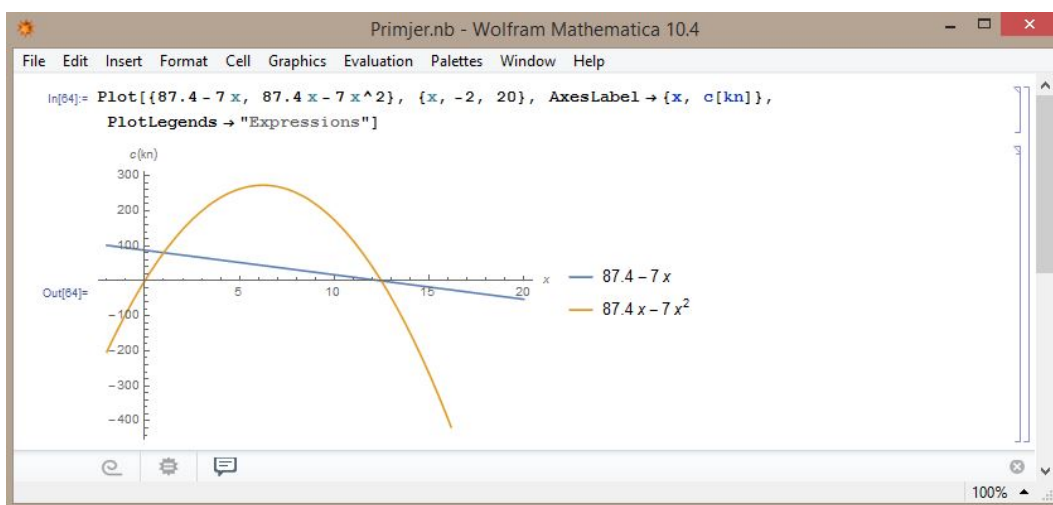 Primjer.nb - Wolfram Mathematica 10.4
File Edit Insert Format Cell Graphics Evaluation Palettes Window Help
In[64]:= Plot[{87.4 - 7 x, 87.4 x - 7 x^2}, {x, -2, 20}, AxesLabel → {x, c[kn]},
PlotLegends → "Expressions"]
c(kn)
300
200
100
5 10 15 20 x
-100
-200
-300
-400
Out[64]=
87.4 - 7 x
87.4 x - 7 x²
100%